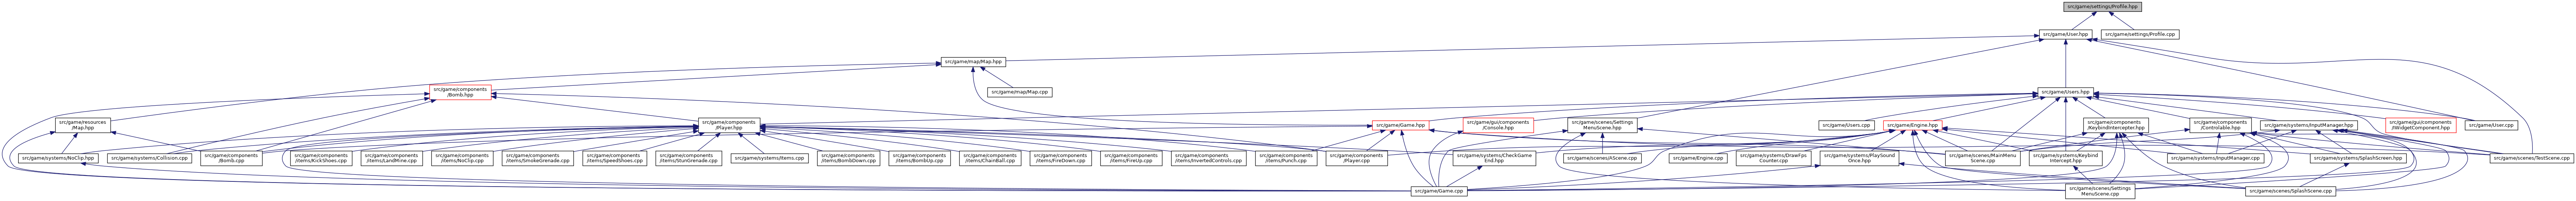 src/game/settings/Profile.hpp
src/game/User.hpp
src/game/settings/Profile.cpp
src/game/map/Map.hpp
src/game/components
/Bomb.hpp
src/game/map/Map.cpp
src/game/Users.hpp
src/game/resources
/Map.hpp
src/game/components
/Player.hpp
src/game/Game.hpp
src/game/gui/components
/Console.hpp
src/game/scenes/Settings
MenuScene.hpp
src/game/Users.cpp
src/game/Engine.hpp
src/game/components
/KeybindIntercepter.hpp
src/game/components
/Controlable.hpp
src/game/systems/InputManager.hpp
src/game/gui/components
/IWidgetComponent.hpp
src/game/User.cpp
src/game/systems/NoClip.hpp
src/game/systems/Collision.cpp
src/game/components
/Bomb.cpp
src/game/components
/items/KickShoes.cpp
src/game/components
/items/LandMine.cpp
src/game/components
/items/NoClip.cpp
src/game/components
/items/SmokeGrenade.cpp
src/game/components
/items/SpeedShoes.cpp
src/game/components
/items/StunGrenade.cpp
src/game/systems/Items.cpp
src/game/components
/items/BombDown.cpp
src/game/components
/items/BombUp.cpp
src/game/components
/items/ChainBall.cpp
src/game/components
/items/FireDown.cpp
src/game/components
/items/FireUp.cpp
src/game/components
/items/InvertedControls.cpp
src/game/components
/items/Punch.cpp
src/game/components
/Player.cpp
src/game/systems/CheckGame
End.hpp
src/game/scenes/AScene.cpp
src/game/Engine.cpp
src/game/systems/DrawFps
Counter.cpp
src/game/systems/PlaySound
Once.hpp
src/game/scenes/MainMenu
Scene.cpp
src/game/systems/Keybind
Intercept.hpp
src/game/systems/InputManager.cpp
src/game/systems/SplashScreen.hpp
src/game/scenes/TestScene.cpp
src/game/Game.cpp
src/game/scenes/Settings
MenuScene.cpp
src/game/scenes/SplashScene.cpp